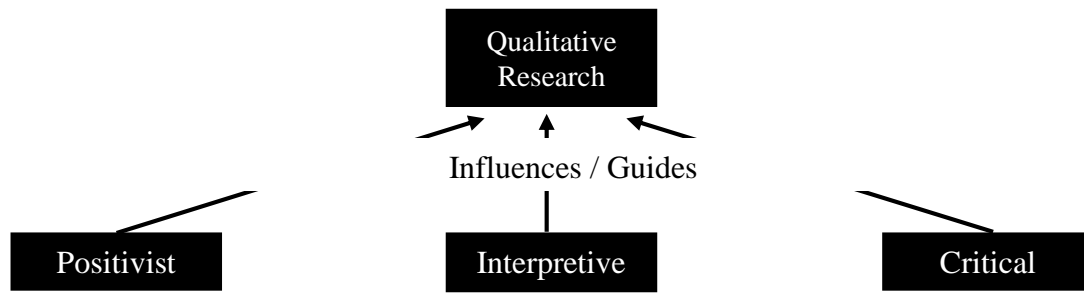 Qualitative
Research
Influences / Guides
Positivist
Interpretive
Critical